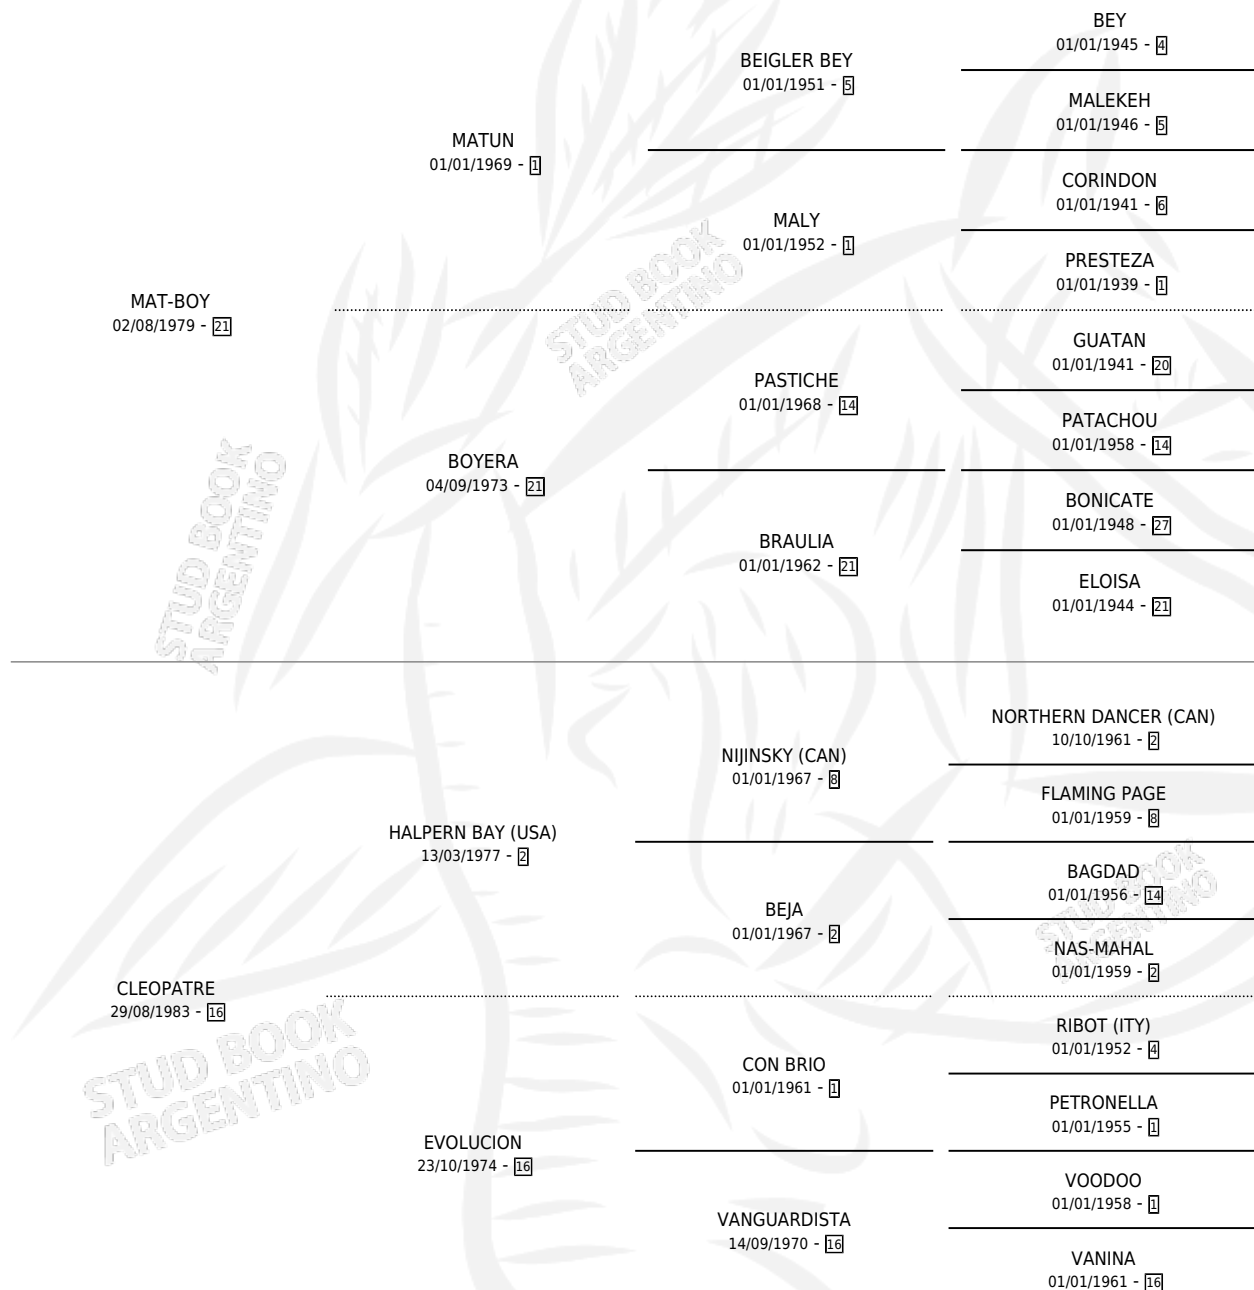 BEY
01/01/1945 - 4
BEIGLER BEY
01/01/1951 - 5
MALEKEH
01/01/1946 - 5
MATUN
01/01/1969 - 1
CORINDON
01/01/1941 - 6
MALY
01/01/1952 - 1
PRESTEZA
01/01/1939 - 1
MAT-BOY
02/08/1979 - 21
GUATAN
01/01/1941 - 20
PASTICHE
01/01/1968 - 14
PATACHOU
01/01/1958 - 14
BOYERA
04/09/1973 - 21
BONICATE
01/01/1948 - 27
BRAULIA
01/01/1962 - 21
ELOISA
01/01/1944 - 21
NORTHERN DANCER (CAN)
10/10/1961 - 2
NIJINSKY (CAN)
01/01/1967 - 8
FLAMING PAGE
01/01/1959 - 8
HALPERN BAY (USA)
13/03/1977 - 2
BAGDAD
01/01/1956 - 14
BEJA
01/01/1967 - 2
NAS-MAHAL
01/01/1959 - 2
CLEOPATRE
29/08/1983 - 16
RIBOT (ITY)
01/01/1952 - 4
CON BRIO
01/01/1961 - 1
PETRONELLA
01/01/1955 - 1
EVOLUCION
23/10/1974 - 16
VOODOO
01/01/1958 - 1
VANGUARDISTA
14/09/1970 - 16
VANINA
01/01/1961 - 16
STUD BOOK
ARGENTINO
STUD BOOK
ARGENTINO
STUD BOOK
ARGENTINO
STUD BOOK
ARGENTINO